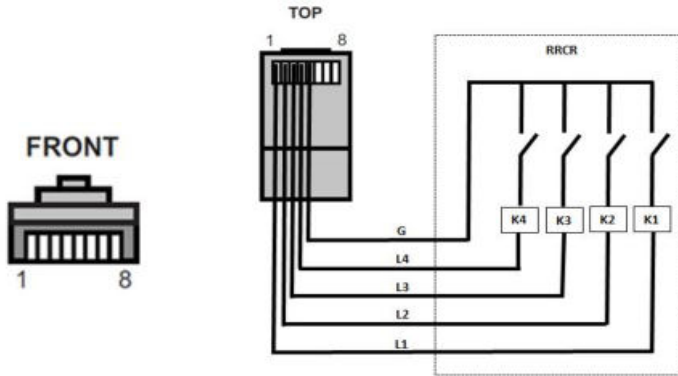 TOP
1 8
RRCR
FRONT
1 8
K4 K3 K2 K1
G
L4
L3
L2
L1